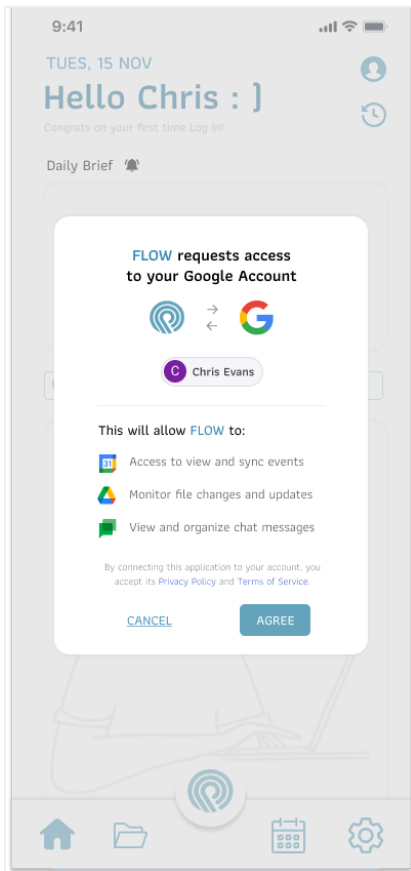 9:41
TUES, 15 NOV
Hello Chris : ]
Congrats on your first time Log In!
Daily Brief
FLOW requests access
to your Google Account
C Chris Evans
This will allow FLOW to:
31 Access to view and sync events
Monitor file changes and updates
View and organize chat messages
By connecting this application to your account, you
accept its Privacy Policy and Terms of Service.
CANCEL AGREE